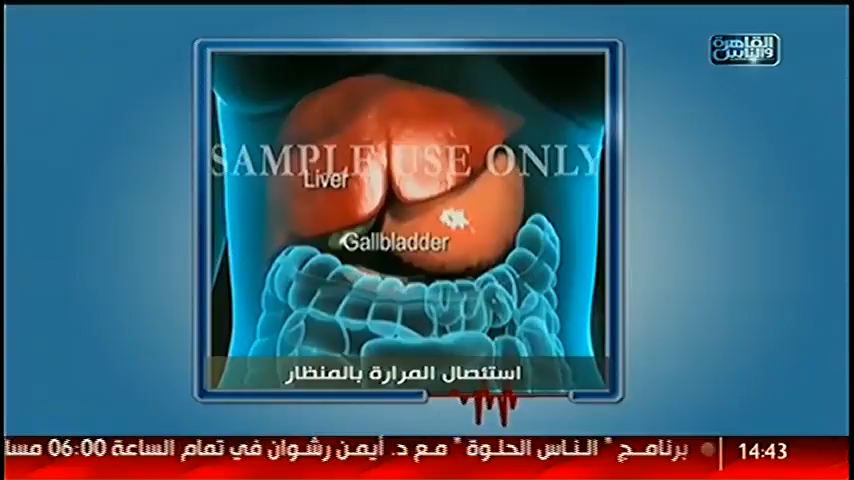 القاهرة
والناس
SAMPLE USE ONLY
Liver
Gallbladder
استئصال المرارة بالمنظار
برنامج " الناس الحلوة " مع د. أيمن رشوان في تمام الساعة 06:00 مسا
14:43